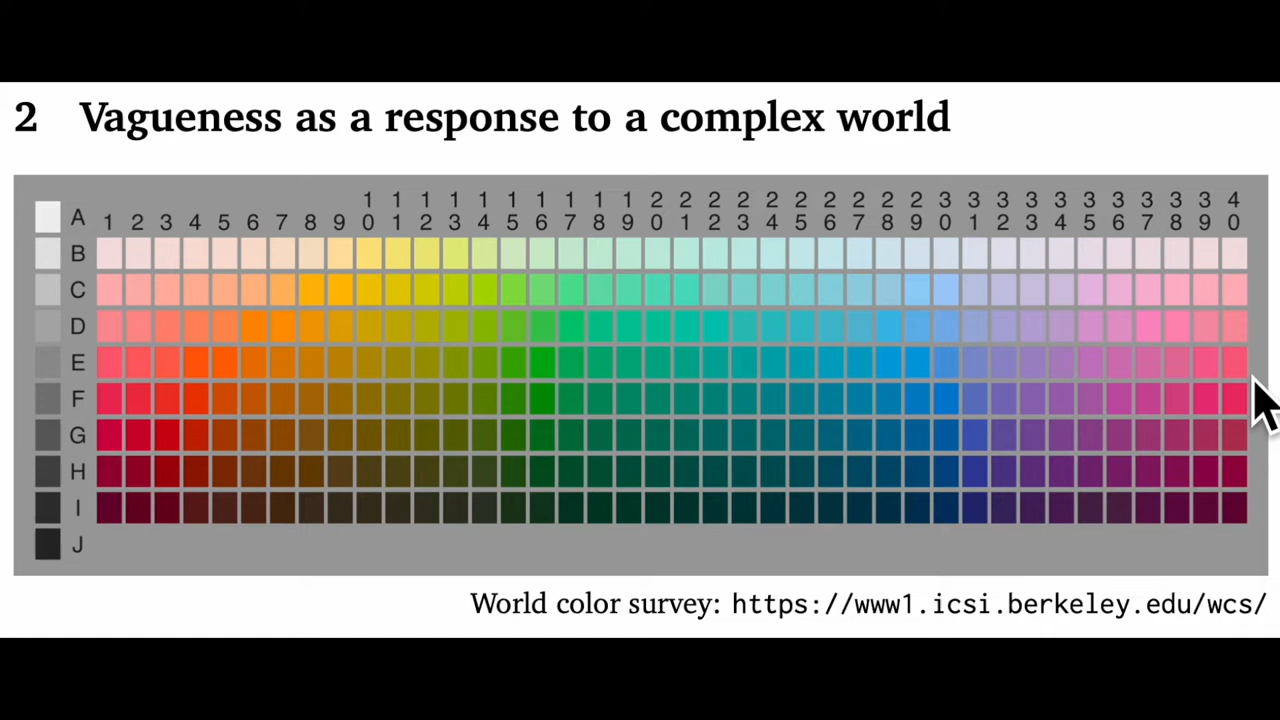 2 Vagueness as a response to a complex world
1 1 1 1 1 1 1 1 1 1 2 2 2 2 2 2 2 2 2 2 3 3 3 3 3 3 3 3 3 3 4
A 1 2 3 4 5 6 7 8 9 0 1 2 3 4 5 6 7 8 9 0 1 2 3 4 5 6 7 8 9 0 1 2 3 4 5 6 7 8 9 0
B
C
D
E
F
G
H
I
J
World color survey: https://www1.icsi.berkeley.edu/wcs/